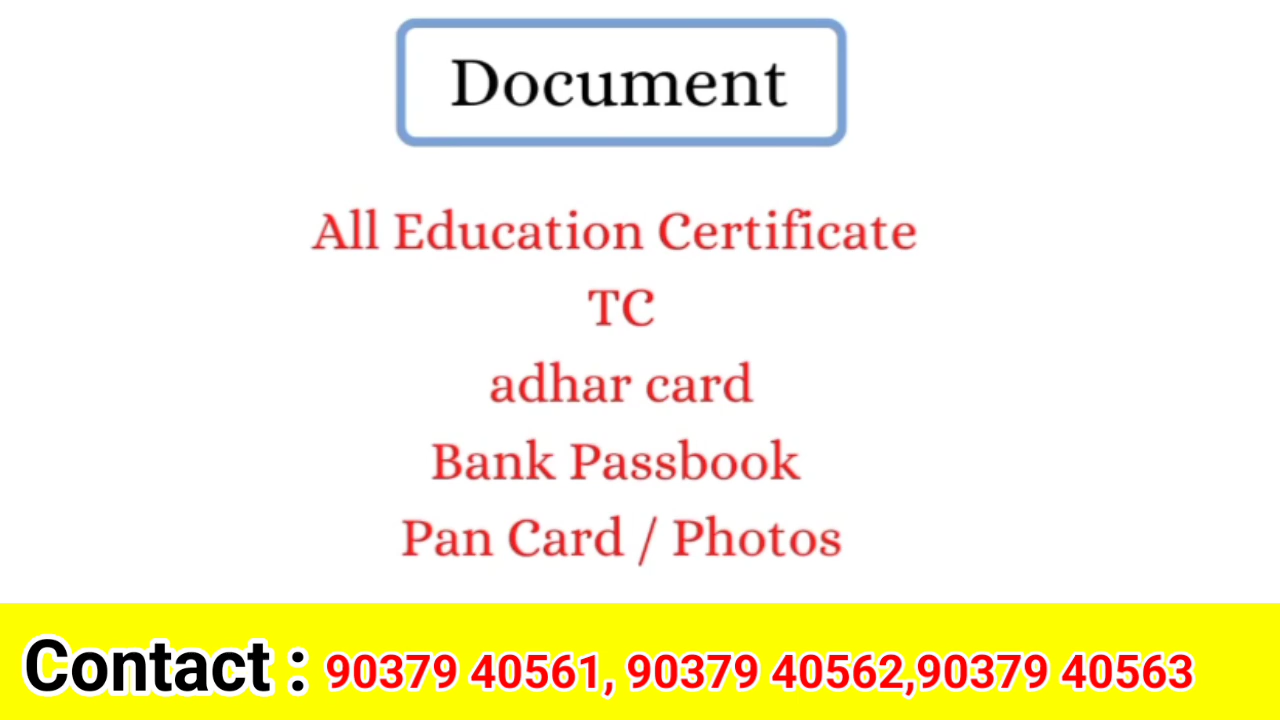 Document
All Education Certificate
TC
adhar card
Bank Passbook
Pan Card / Photos
Contact : 90379 40561, 90379 40562,90379 40563